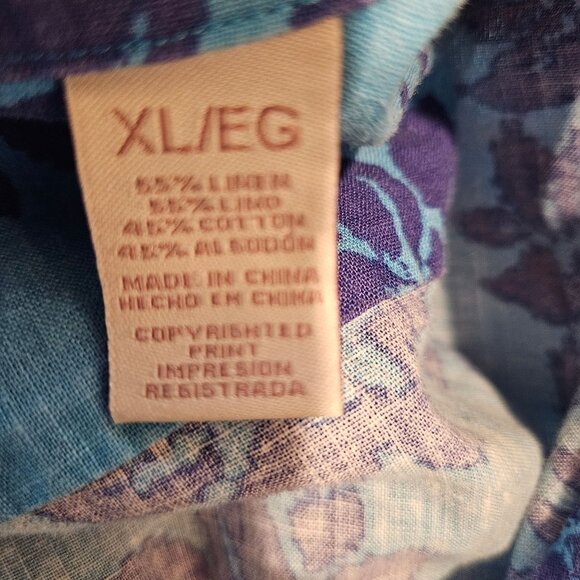 XL/EG
55% LINEN
55% LINO
45% COTTON
45% ALGODÓN
MADE IN CHINA
HECHO EN CHINA
COPYRIGHTED
PRINT
IMPRESION
REGISTRADA